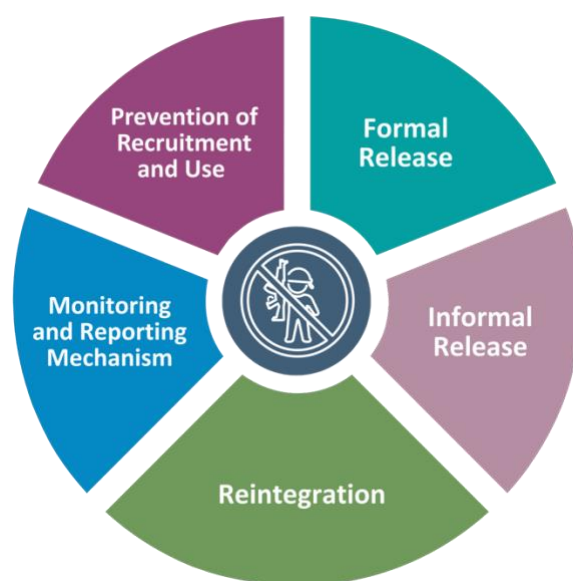 Prevention of
Recruitment
and Use
Formal
Release
Monitoring
and Reporting
Mechanism
Informal
Release
Reintegration